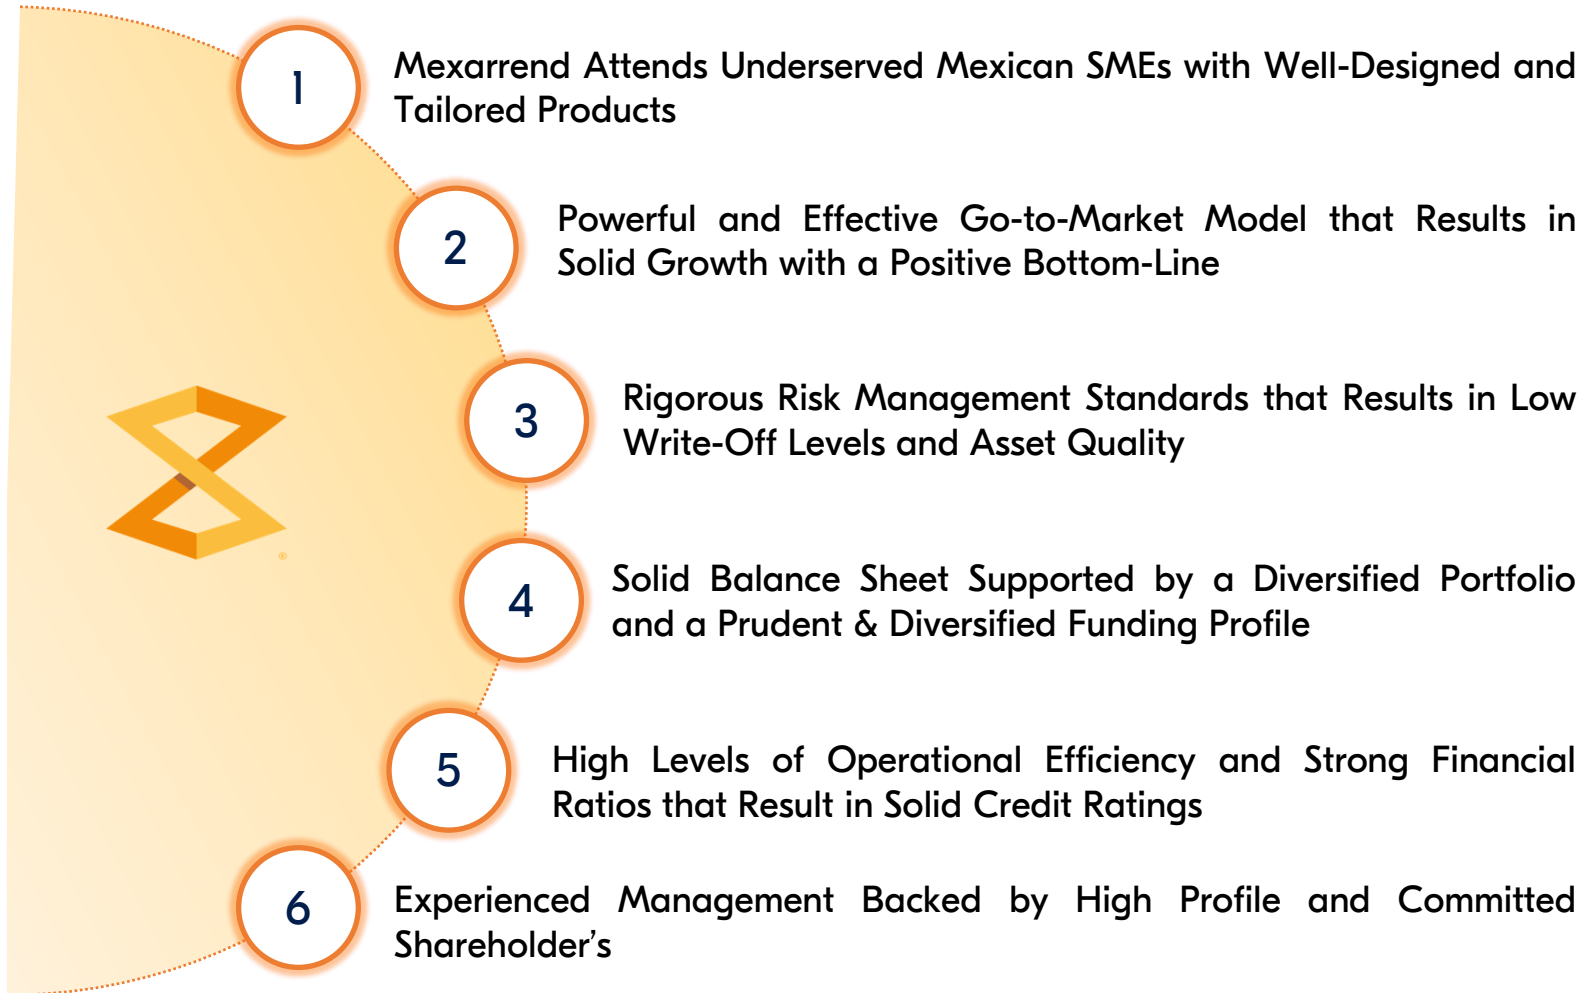 1
Mexarrend Attends Underserved Mexican SMEs with Well-Designed and
Tailored Products
2
Powerful and Effective Go-to-Market Model that Results in
Solid Growth with a Positive Bottom-Line
3
Rigorous Risk Management Standards that Results in Low
Write-Off Levels and Asset Quality
4
Solid Balance Sheet Supported by a Diversified Portfolio
and a Prudent & Diversified Funding Profile
®
5
High Levels of Operational Efficiency and Strong Financial
Ratios that Result in Solid Credit Ratings
6
Experienced Management Backed by High Profile and Committed
Shareholder’s